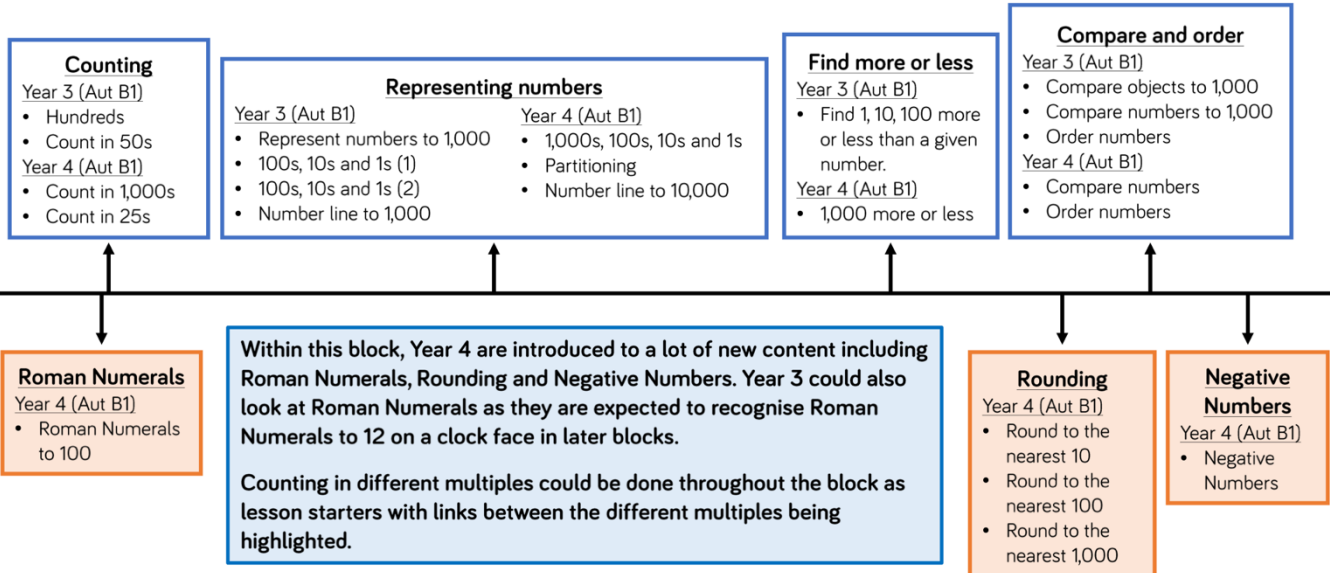 Counting
Year 3 (Aut B1)
• Hundreds
• Count in 50s
Year 4 (Aut B1)
• Count in 1,000s
• Count in 25s
Representing numbers
Year 3 (Aut B1)
• Represent numbers to 1,000
• 100s, 10s and 1s (1)
• 100s, 10s and 1s (2)
• Number line to 1,000
Year 4 (Aut B1)
• 1,000s, 100s, 10s and 1s
• Partitioning
• Number line to 10,000
Find more or less
Year 3 (Aut B1)
• Find 1, 10, 100 more
or less than a given
number.
Year 4 (Aut B1)
• 1,000 more or less
Compare and order
Year 3 (Aut B1)
• Compare objects to 1,000
• Compare numbers to 1,000
• Order numbers
Year 4 (Aut B1)
• Compare numbers
• Order numbers
Roman Numerals
Year 4 (Aut B1)
• Roman Numerals
to 100
Within this block, Year 4 are introduced to a lot of new content including
Roman Numerals, Rounding and Negative Numbers. Year 3 could also
look at Roman Numerals as they are expected to recognise Roman
Numerals to 12 on a clock face in later blocks.
Counting in different multiples could be done throughout the block as
lesson starters with links between the different multiples being
highlighted.
Rounding
Year 4 (Aut B1)
• Round to the
nearest 10
• Round to the
nearest 100
• Round to the
nearest 1,000
Negative
Numbers
Year 4 (Aut B1)
• Negative
Numbers